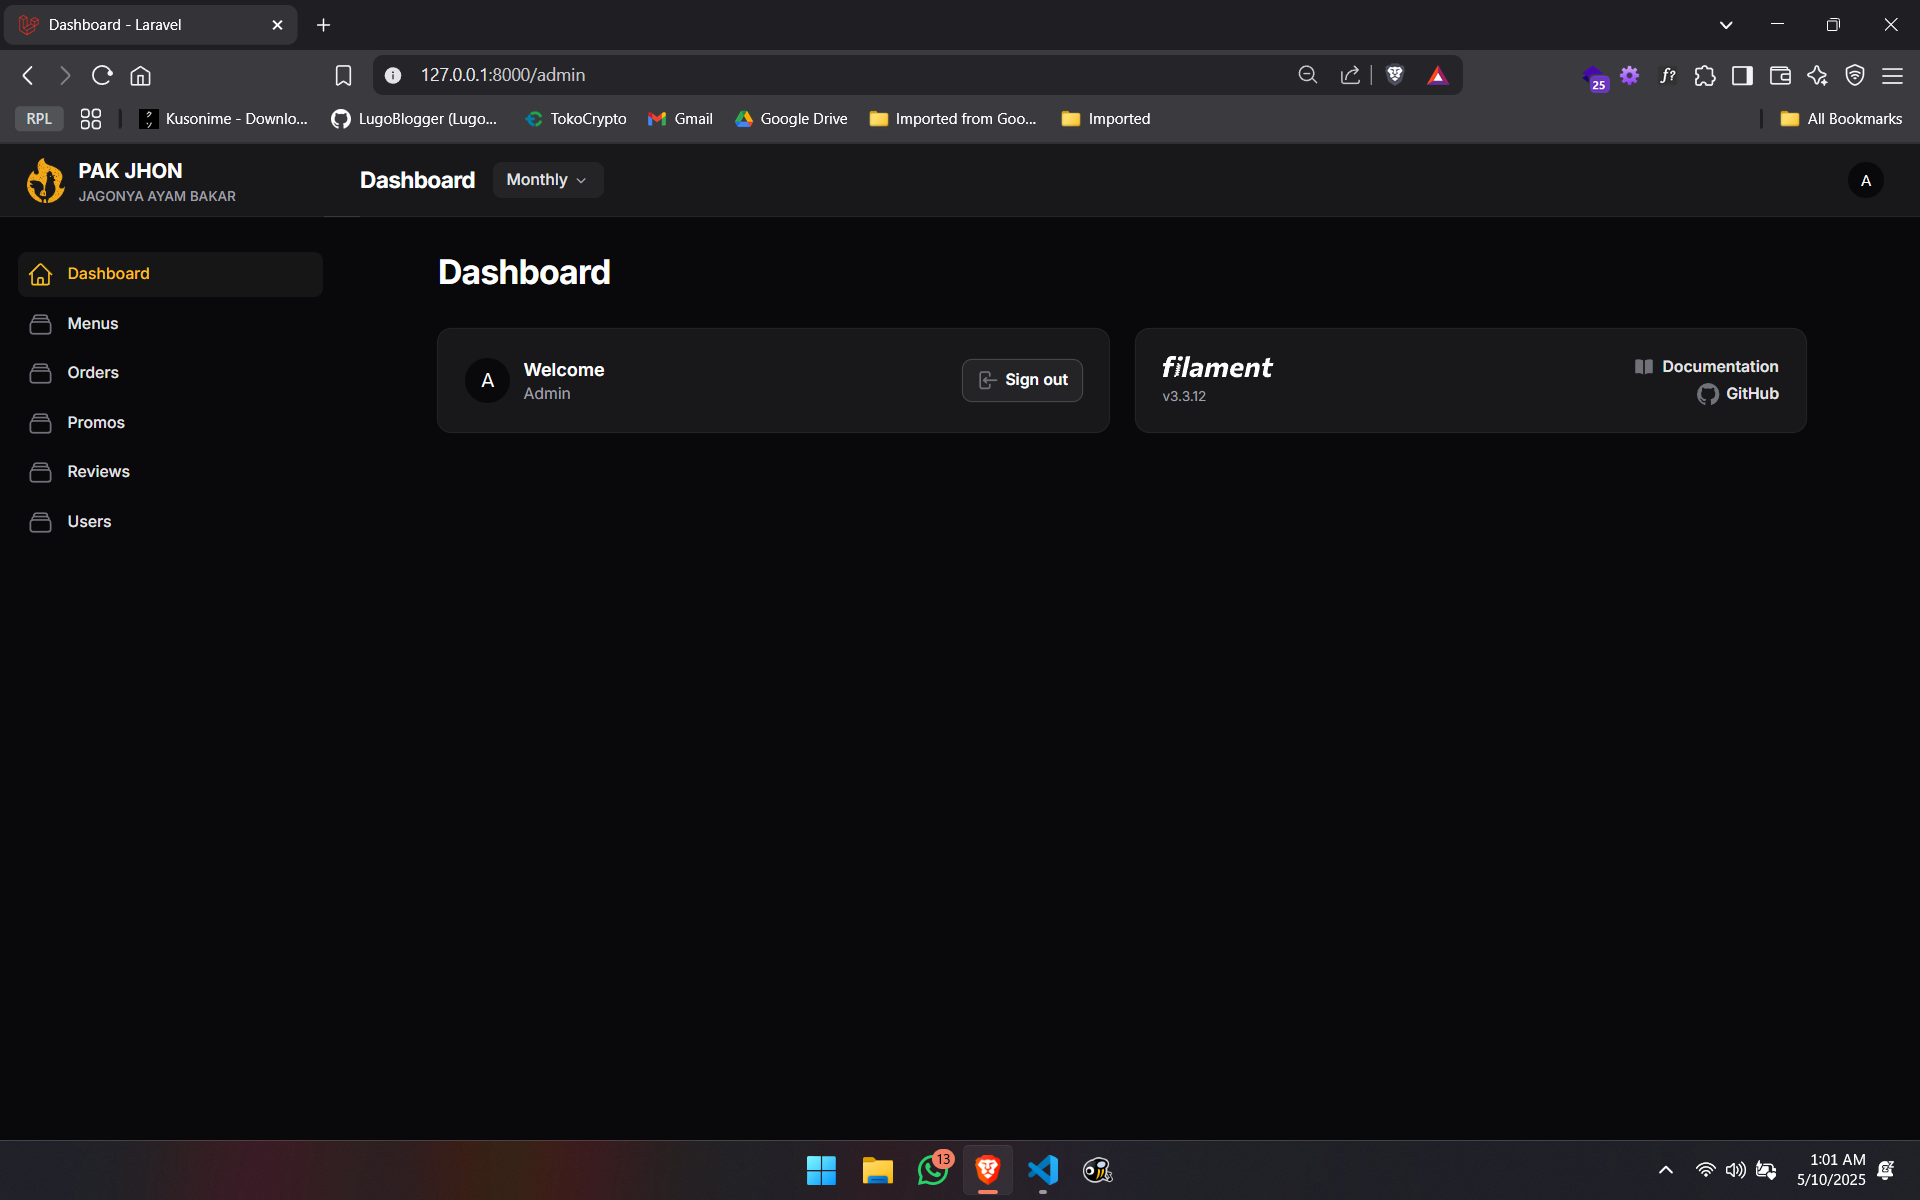 Dashboard - Laravel
127.0.0.1:8000/admin
25
f?
RPL
Kusonime - Downlo...
LugoBlogger (Lugo...
TokoCrypto
Gmail
Google Drive
Imported from Goo...
Imported
All Bookmarks
PAK JHON
JAGONYA AYAM BAKAR
Dashboard
Monthly
A
Dashboard
Menus
Orders
Promos
Reviews
Users
Dashboard
A
Welcome
Admin
Sign out
filament
v3.3.12
Documentation
GitHub
13
1:01 AM
5/10/2025